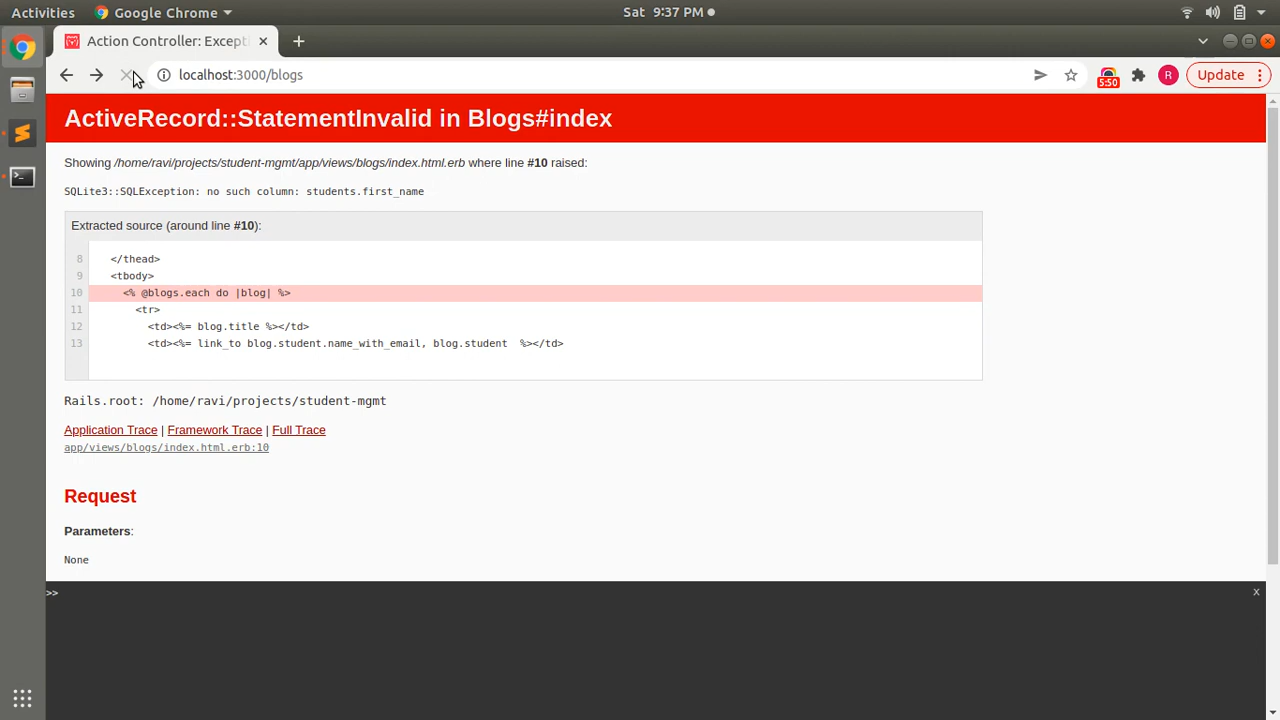 Activities
Google Chrome
Sat 9:37 PM
Action Controller: Except
localhost:3000/blogs
5:50
R
Update
ActiveRecord::StatementInvalid in Blogs#index
Showing /home/ravi/projects/student-mgmt/app/views/blogs/index.html.erb where line #10 raised:
SQLite3::SQLException: no such column: students.first_name
Extracted source (around line #10):
8 </thead>
9 <tbody>
10 <% @blogs.each do |blog| %>
11 <tr>
12 <td><%= blog.title %></td>
13 <td><%= link_to blog.student.name_with_email, blog.student  %></td>
Rails.root: /home/ravi/projects/student-mgmt
Application Trace | Framework Trace | Full Trace
app/views/blogs/index.html.erb:10
Request
Parameters:
None
>>
x